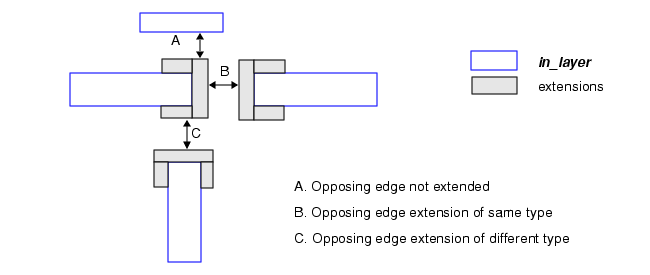 A
B
C
in_layer
extensions
A. Opposing edge not extended
B. Opposing edge extension of same type
C. Opposing edge extension of different type